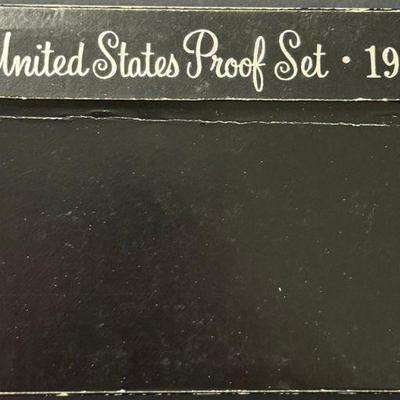 United States Proof Set · 19